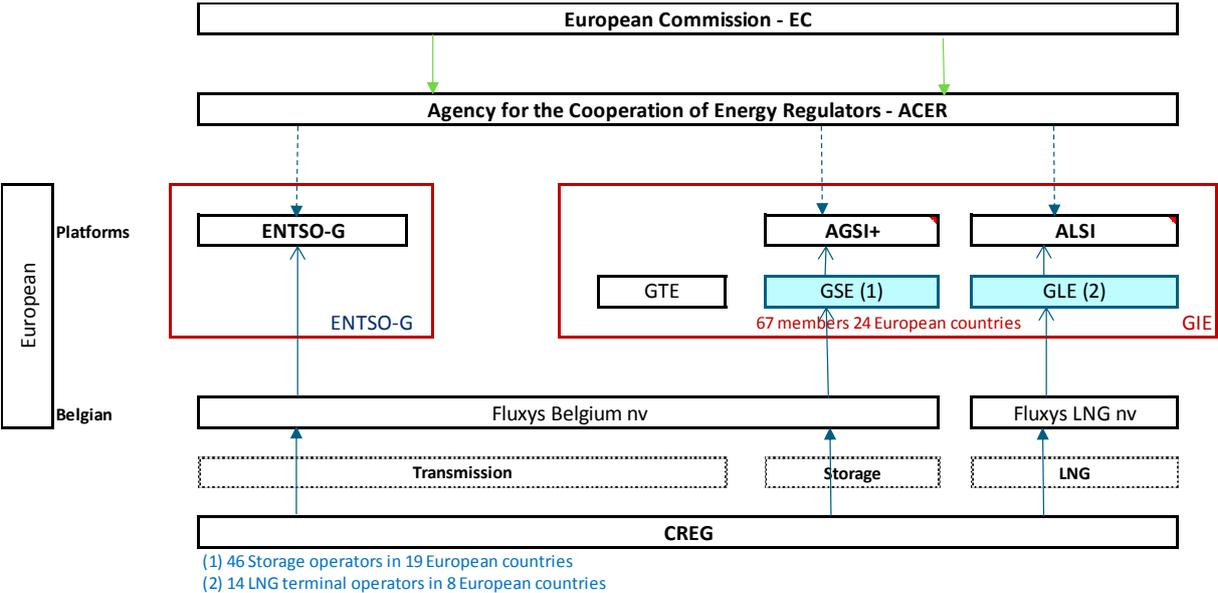 European Commission - EC
Agency for the Cooperation of Energy Regulators - ACER
European
Platforms
ENTSO-G
AGSI+
ALSI
GTE
GSE (1)
GLE (2)
ENTSO-G
67 members 24 European countries
GIE
Belgian
Fluxys Belgium nv
Fluxys LNG nv
Transmission
Storage
LNG
CREG
(1) 46 Storage operators in 19 European countries
(2) 14 LNG terminal operators in 8 European countries